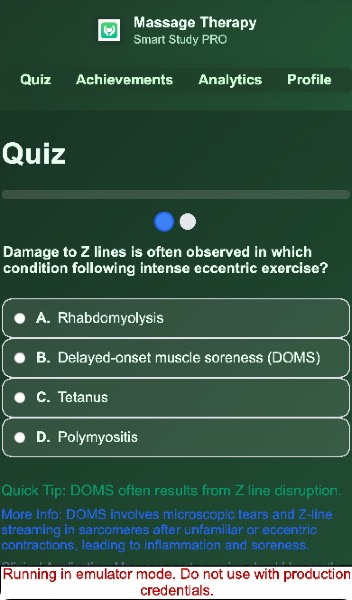 Massage Therapy
Smart Study PRO
Quiz Achievements Analytics Profile
Quiz
Damage to Z lines is often observed in which
condition following intense eccentric exercise?
A. Rhabdomyolysis
B. Delayed-onset muscle soreness (DOMS)
C. Tetanus
D. Polymyositis
Quick Tip: DOMS often results from Z line disruption.
More Info: DOMS involves microscopic tears and Z-line
streaming in sarcomeres after unfamiliar or eccentric
contractions, leading to inflammation and soreness.
Running in emulator mode. Do not use with production
credentials.